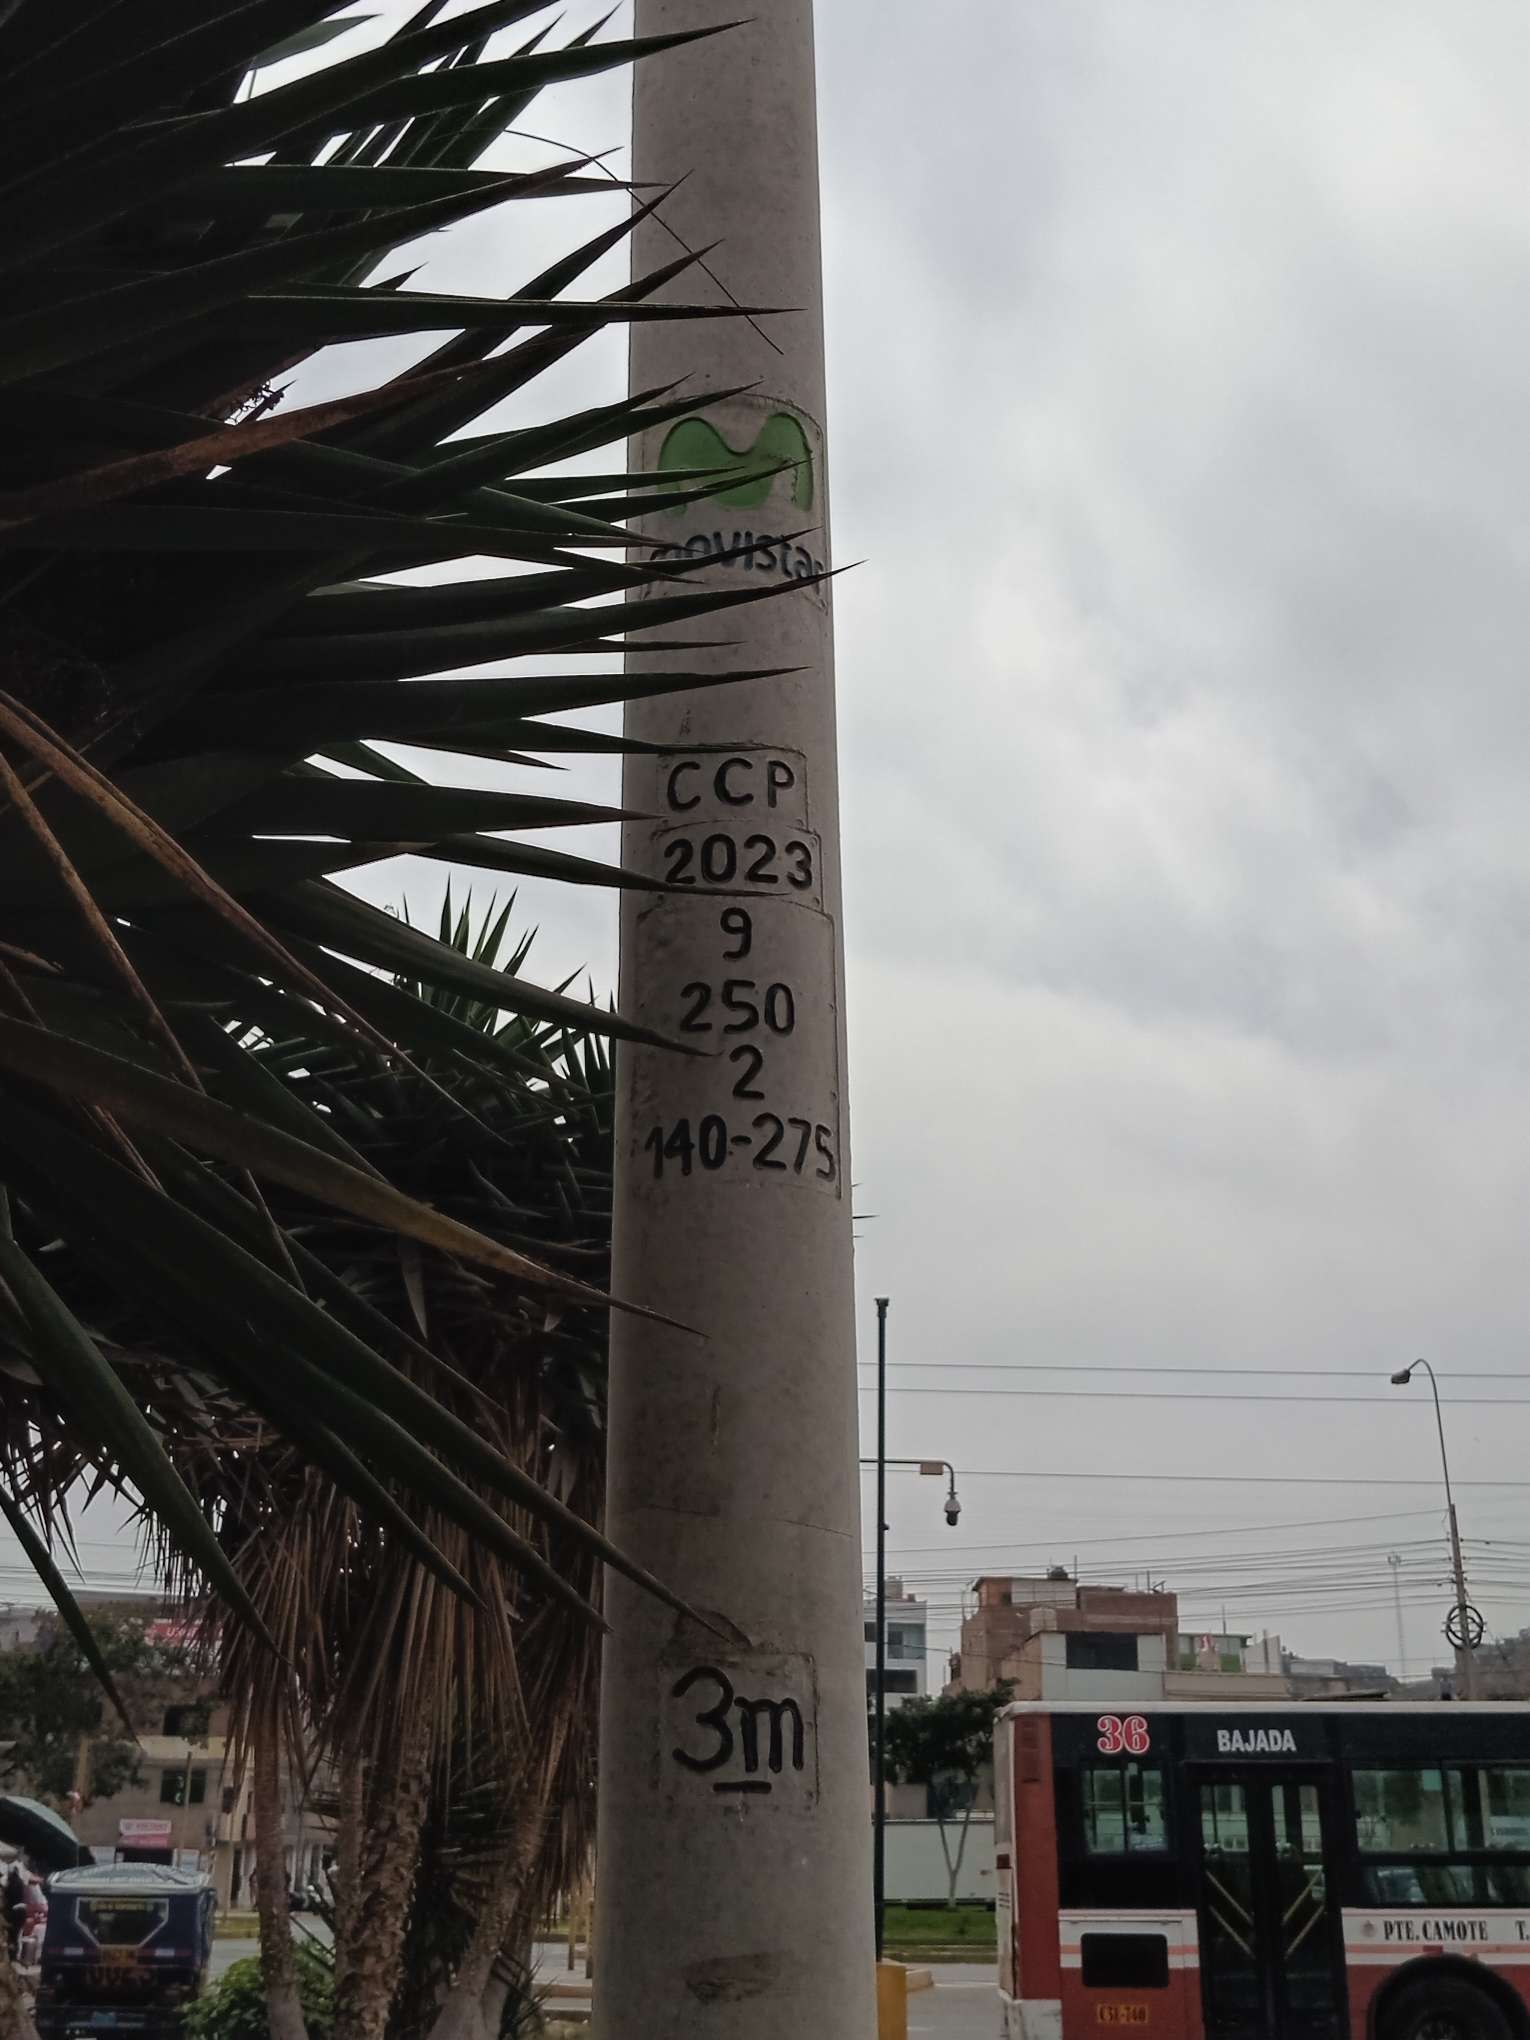 movistar
CCP
2023
9
250
2
140-275
3m
36
BAJADA
PTE. CAMOTE T.